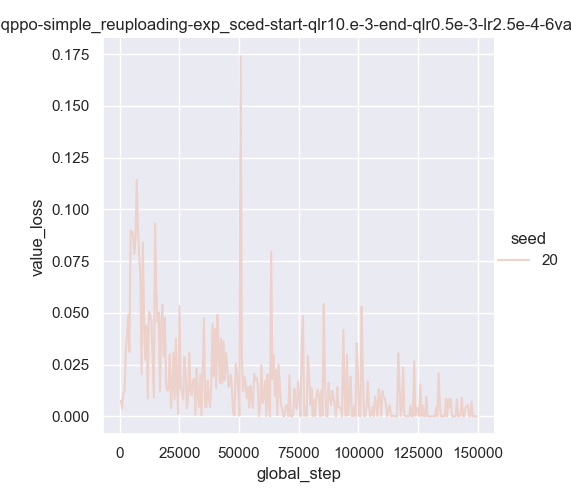 qppo-simple_reuploading-exp_sced-start-qlr10.e-3-end-qlr0.5e-3-lr2.5e-4-6va
0.175
0.150
0.125
0.100
0.075
0.050
0.025
0.000
value_loss
0 25000 50000 75000 100000 125000 150000
global_step
seed
20